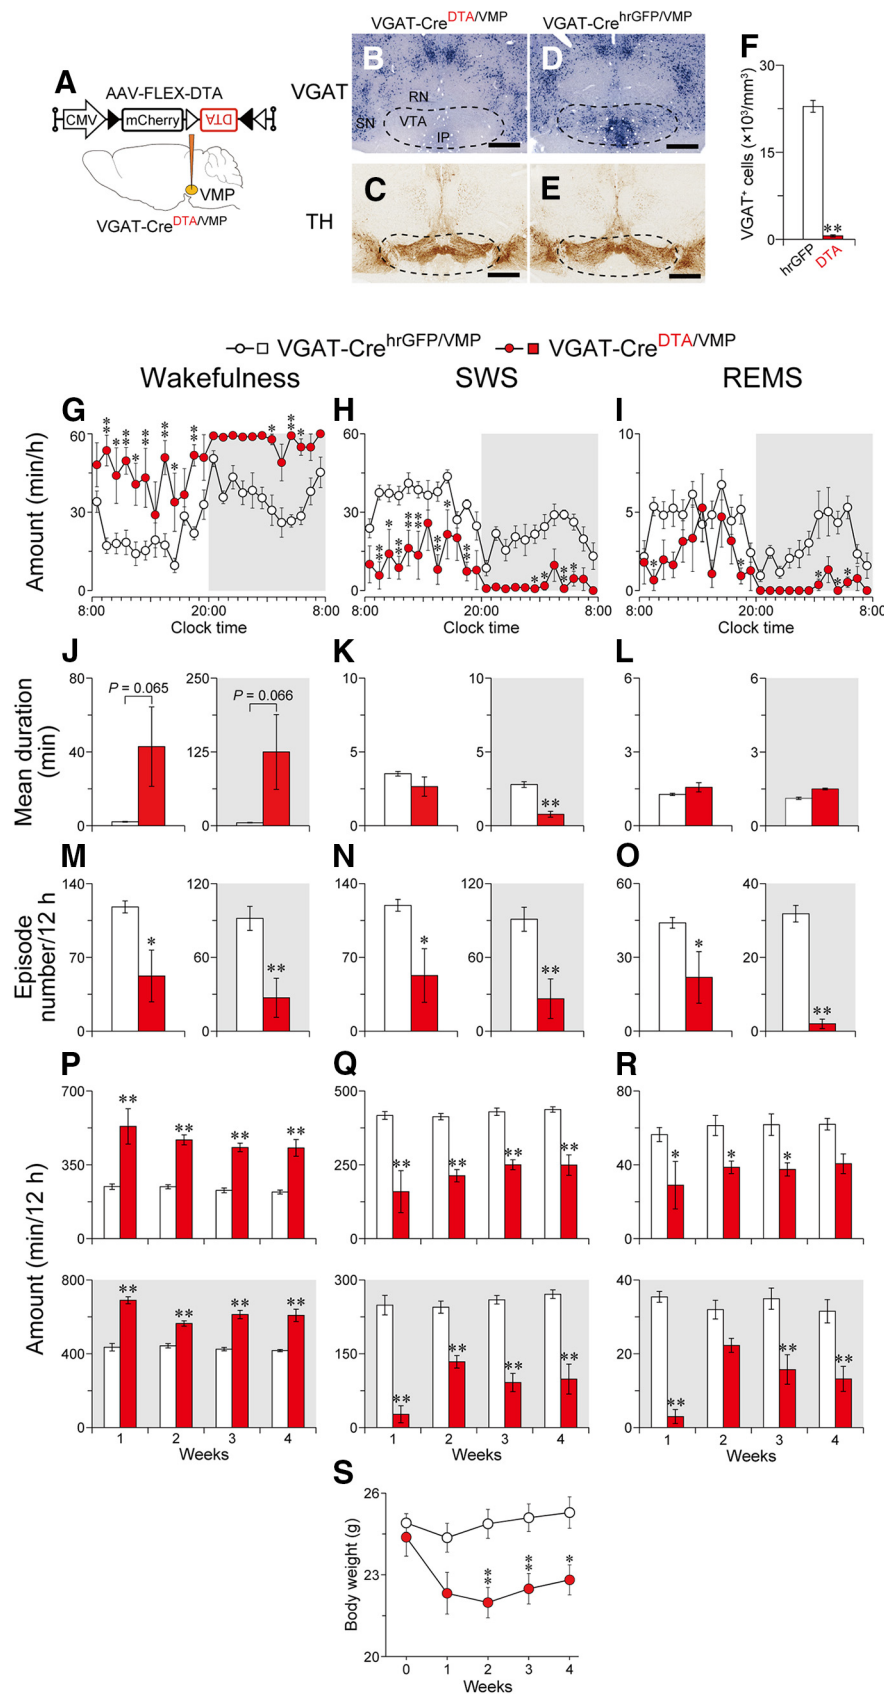 A
AAV-FLEX-DTA
CMV mCherry DTA
VMP
VGAT-Cre^DTA/VMP
VGAT-Cre^DTA/VMP VGAT-Cre^hrGFP/VMP
VGAT
B
RN
SN VTA
IP
D
TH
C
E
F
VGAT+ cells (×10³/mm³)
30
15
0
**
hrGFP DTA
VGAT-Cre^hrGFP/VMP VGAT-Cre^DTA/VMP
Wakefulness SWS REMS
Amount (min/h)
G
60
30
0
8:00 20:00 8:00
Clock time
H
60
30
0
8:00 20:00 8:00
Clock time
I
10
5
0
8:00 20:00 8:00
Clock time
Mean duration
(min)
J
80
40
0
P = 0.065
250
125
0
P = 0.066
K
10
5
0
10
5
0
**
L
6
3
0
6
3
0
Episode
number/12 h
M
140
70
0
*
120
60
0
**
N
140
70
0
*
100
60
0
**
O
60
30
0
*
40
20
0
**
Amount (min/12 h)
P
700
350
0
** ** ** **
800
400
0
** ** ** **
1 2 3 4
Weeks
Q
500
250
0
** ** ** **
300
150
0
** ** ** **
1 2 3 4
Weeks
R
80
40
0
* * *
40
20
0
** ** **
1 2 3 4
Weeks
S
Body weight (g)
26
23
20
** ** *
0 1 2 3 4
Weeks